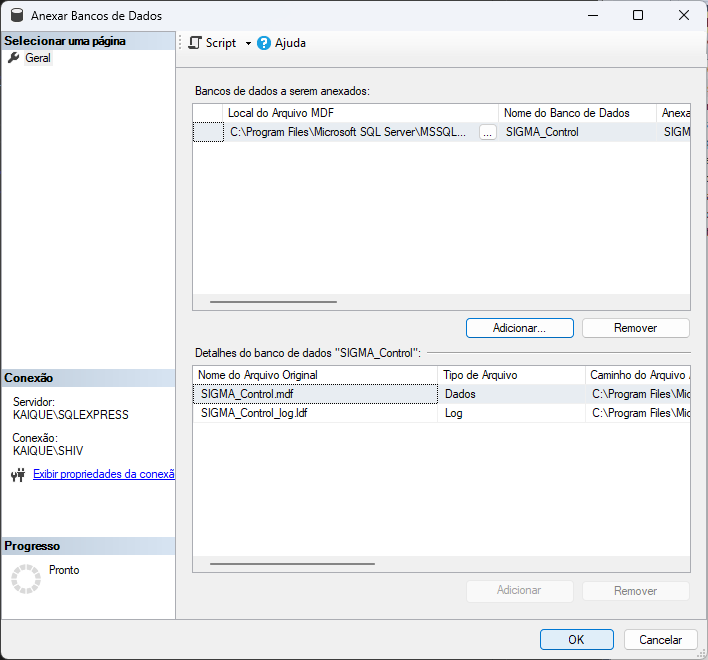 Anexar Bancos de Dados
Selecionar uma página
Geral
Script
Ajuda
Bancos de dados a serem anexados:
Local do Arquivo MDF Nome do Banco de Dados Anexa
C:\Program Files\Microsoft SQL Server\MSSQL... ... SIGMA_Control SIGM
Adicionar... Remover
Detalhes do banco de dados "SIGMA_Control":
Nome do Arquivo Original Tipo de Arquivo Caminho do Arquivo
SIGMA_Control.mdf Dados C:\Program Files\Mic
SIGMA_Control_log.ldf Log C:\Program Files\Mic
Adicionar Remover
Conexão
Servidor:
KAIQUE\SQLEXPRESS
Conexão:
KAIQUE\SHIV
Exibir propriedades da conexã
Progresso
Pronto
OK Cancelar